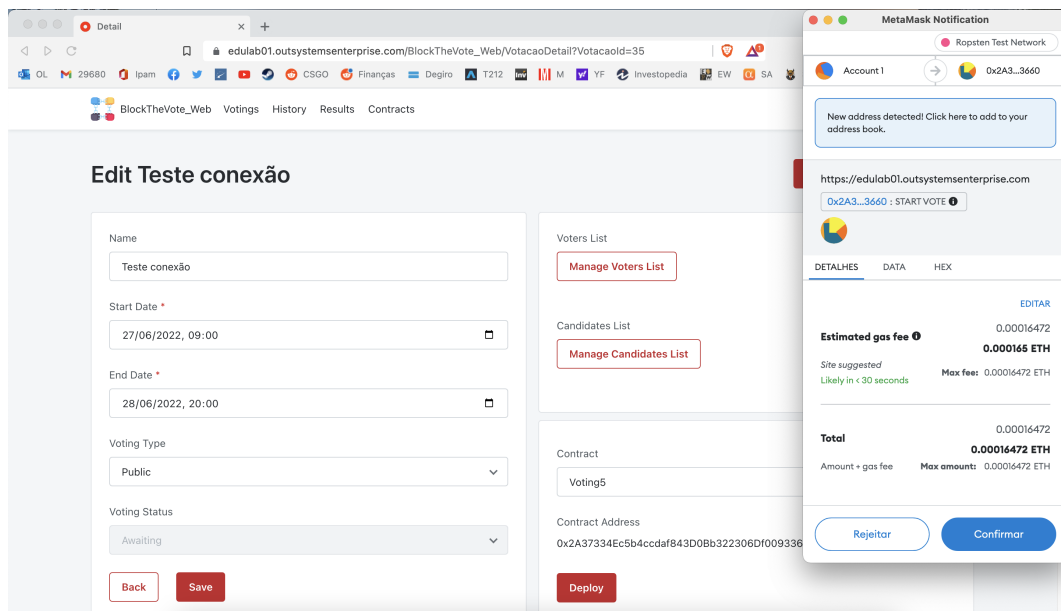 Detail
edulab01.outsystemsenterprise.com/BlockTheVote_Web/VotacaoDetail?VotacaoId=35
OL 29680 Ipam CSGO Finanças Degiro T212 M YF Investopedia EW SA
BlockTheVote_Web Votings History Results Contracts
Edit Teste conexão
Name
Teste conexão
Start Date *
27/06/2022, 09:00
End Date *
28/06/2022, 20:00
Voting Type
Public
Voting Status
Awaiting
Back Save
Voters List
Manage Voters List
Candidates List
Manage Candidates List
Contract
Voting5
Contract Address
0x2A37334Ec5b4ccdaf843D0Bb322306Df009336
Deploy
MetaMask Notification
Ropsten Test Network
Account 1 0x2A3...3660
New address detected! Click here to add to your
address book.
https://edulab01.outsystemsenterprise.com
0x2A3...3660 : START VOTE
DETALHES DATA HEX
EDITAR
Estimated gas fee 0.00016472
0.000165 ETH
Site suggested
Likely in < 30 seconds Max fee: 0.00016472 ETH
Total 0.00016472
0.00016472 ETH
Amount + gas fee Max amount: 0.00016472 ETH
Rejeitar Confirmar